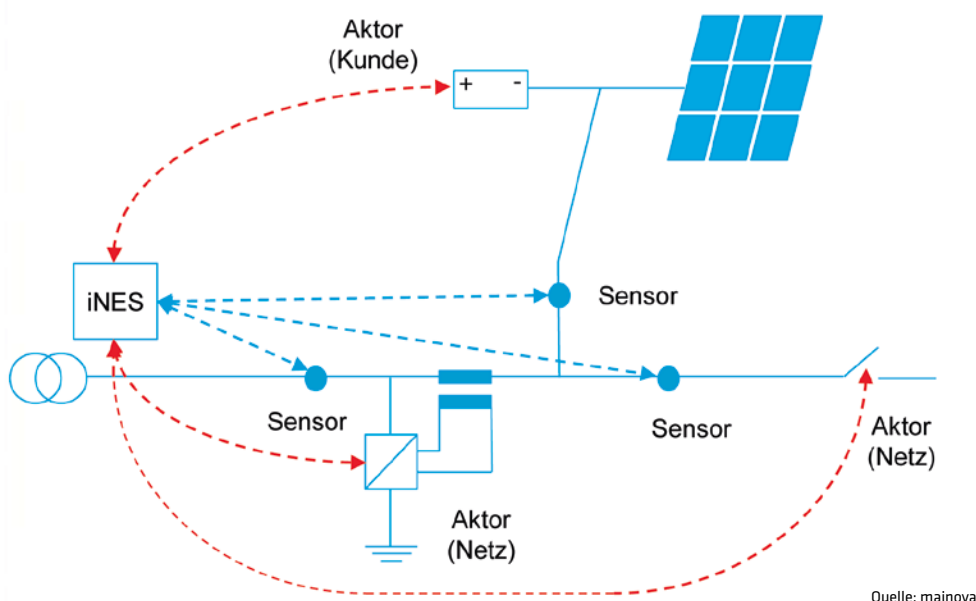 Aktor
(Kunde)
+ -
iNES
Sensor
Sensor
Sensor
Aktor
(Netz)
Aktor
(Netz)
Quelle: mainova